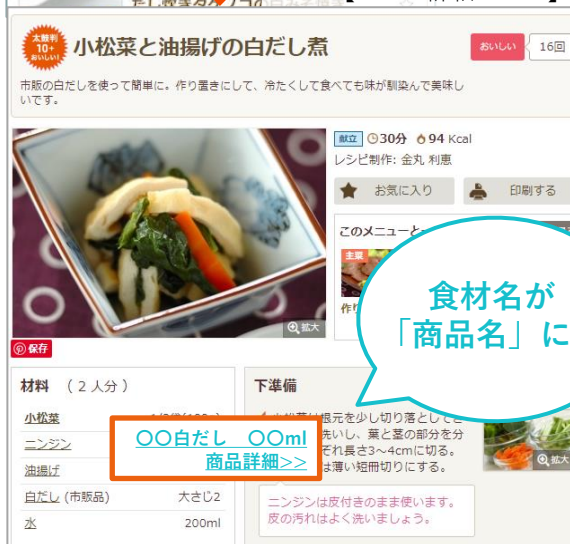 太鼓判
10+
おいしい!
小松菜と油揚げの白だし煮
おいしい
16回
市販の白だしを使って簡単に。作り置きにして、冷たくして食べても味が馴染んで美味し
いです。
献立 30分 94 Kcal
レシピ制作: 金丸 利恵
お気に入り
印刷する
このメニューと
主菜
作り
食材名が
「商品名」に
拡大
保存
材料 (2人分)
小松菜
ニンジン
油揚げ
白だし (市販品) 大さじ2
水 200ml
〇〇白だし 〇〇ml
商品詳細>>
下準備
根元を少し切り落として
洗いし、葉と茎の部分を分
ぞれ長さ3～4cmに切る。
は薄い短冊切りにする。
拡大
ニンジンは皮付きのまま使います。
皮の汚れはよく洗いましょう。